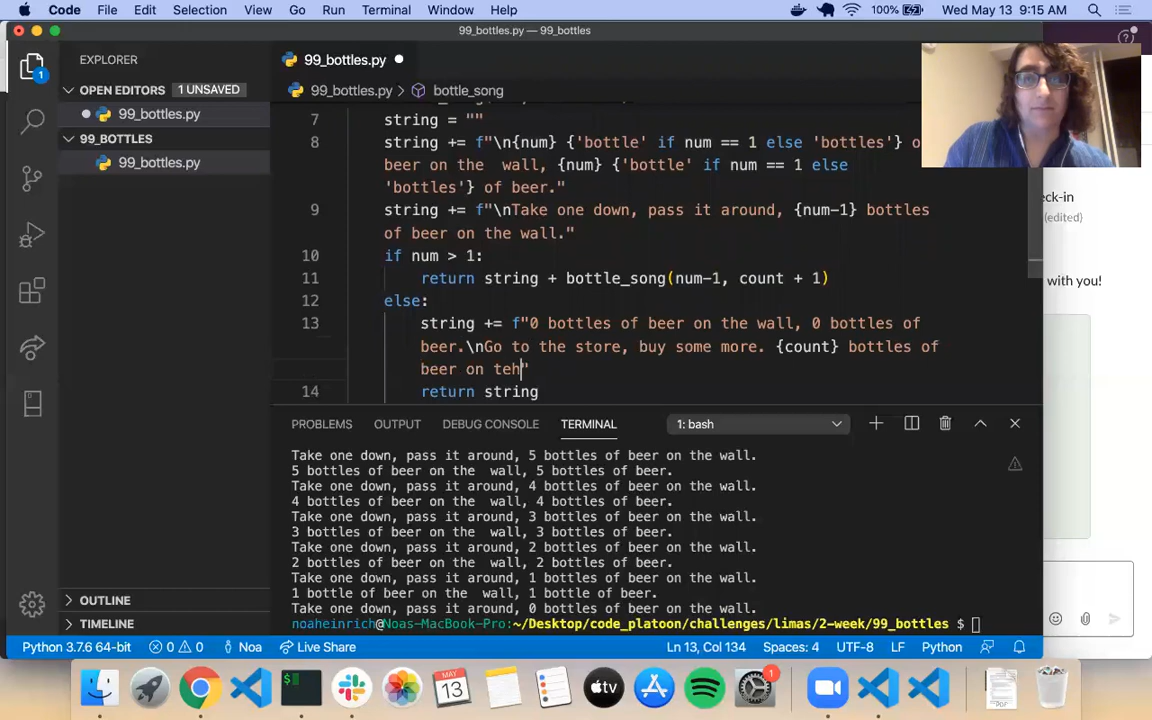 Code File Edit Selection View Go Run Terminal Window Help 100% Wed May 13 9:15 AM
99_bottles.py — 99_bottles
EXPLORER
OPEN EDITORS 1 UNSAVED
99_bottles.py
99_BOTTLES
99_bottles.py
1
99_bottles.py
99_bottles.py > bottle_song
7 string = ""
8 string += f"\n{num} {'bottle' if num == 1 else 'bottles'}
beer on the  wall, {num} {'bottle' if num == 1 else
'bottles'} of beer."
9 string += f"\nTake one down, pass it around, {num-1} bottles
of beer on the wall."
10 if num > 1:
11 return string + bottle_song(num-1, count + 1)
12 else:
13 string += f"0 bottles of beer on the wall, 0 bottles of
beer.\nGo to the store, buy some more. {count} bottles of
beer on teh"
14 return string
PROBLEMS OUTPUT DEBUG CONSOLE TERMINAL 1: bash
Take one down, pass it around, 5 bottles of beer on the wall.
5 bottles of beer on the  wall, 5 bottles of beer.
Take one down, pass it around, 4 bottles of beer on the wall.
4 bottles of beer on the  wall, 4 bottles of beer.
Take one down, pass it around, 3 bottles of beer on the wall.
3 bottles of beer on the  wall, 3 bottles of beer.
Take one down, pass it around, 2 bottles of beer on the wall.
2 bottles of beer on the  wall, 2 bottles of beer.
Take one down, pass it around, 1 bottles of beer on the wall.
1 bottle of beer on the  wall, 1 bottle of beer.
Take one down, pass it around, 0 bottles of beer on the wall.
noaheinrich@Noas-MacBook-Pro:~/Desktop/code_platoon/challenges/limas/2-week/99_bottles $
OUTLINE
TIMELINE
Python 3.7.6 64-bit 0 0 Noa Live Share Ln 13, Col 134 Spaces: 4 UTF-8 LF Python
eck-in
(edited)
with you!
MAY
13
tv
1
PDF